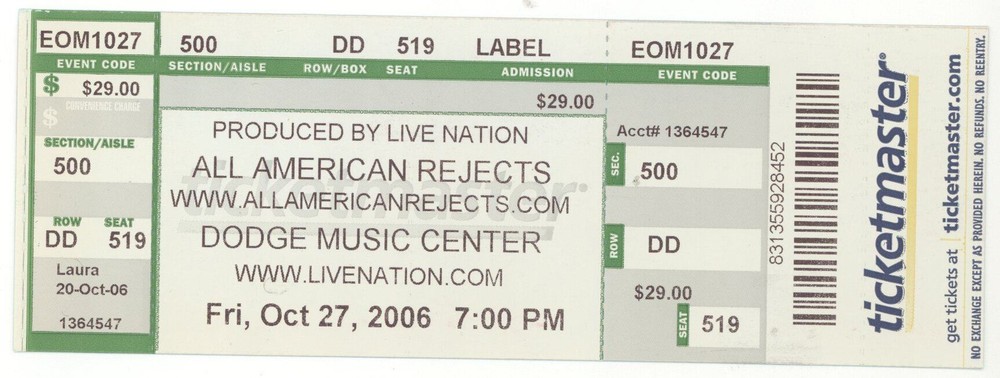 EOM1027
EVENT CODE
$ $29.00
CONVENIENCE CHARGE
$
SECTION/AISLE
500
ROW SEAT
DD 519
Laura
20-Oct-06
1364547
500 DD 519 LABEL
SECTION/AISLE ROW/BOX SEAT ADMISSION
$29.00
ticketmaster
PRODUCED BY LIVE NATION
ALL AMERICAN REJECTS
WWW.ALLAMERICANREJECTS.COM
DODGE MUSIC CENTER
WWW.LIVENATION.COM
Fri, Oct 27, 2006 7:00 PM
EOM1027
EVENT CODE
Acct# 1364547
SEC. 500
ROW DD
$29.00
SEAT 519
831355928452
ticketmaster
get tickets at ticketmaster.com
NO EXCHANGE EXCEPT AS PROVIDED HEREIN. NO REFUNDS. NO REENTRY.